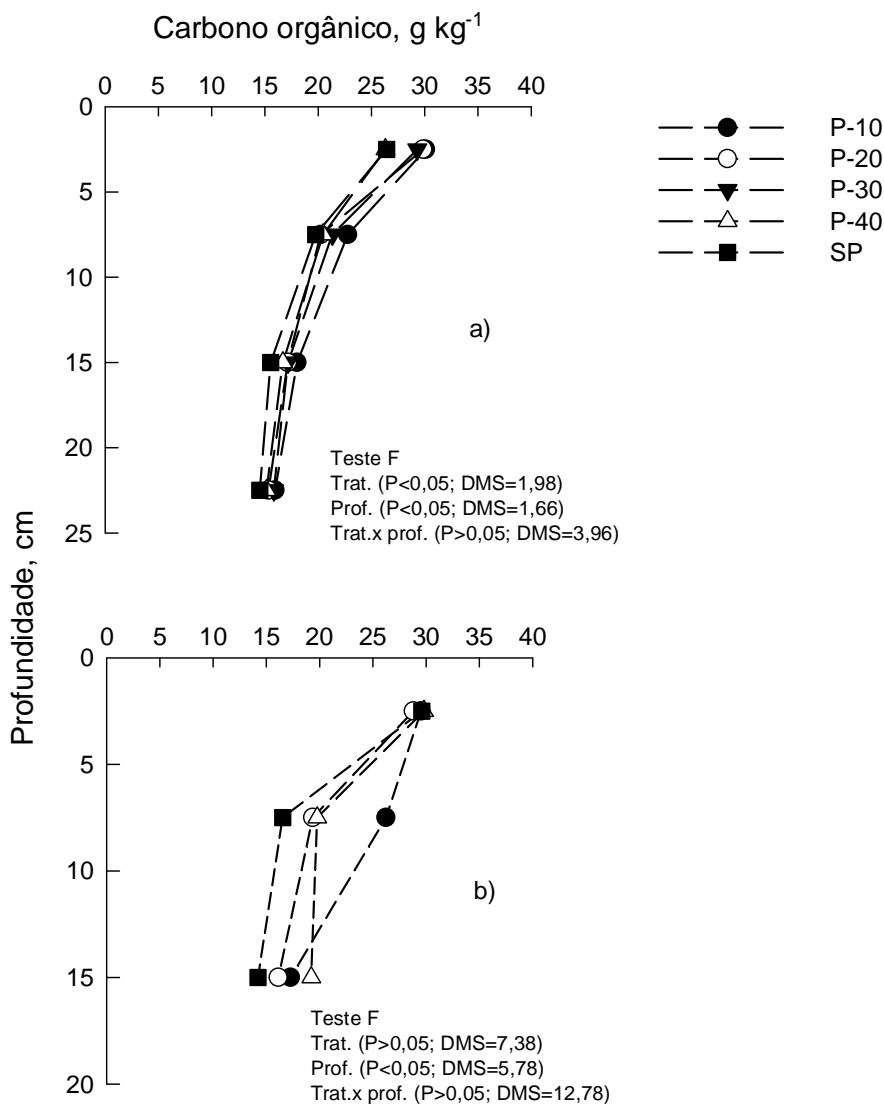 Carbono orgânico, g kg-1
0 5 10 15 20 25 30 35 40
0
5
10
15
20
25
P-10
P-20
P-30
P-40
SP
a)
Teste F
Trat. (P<0,05; DMS=1,98)
Prof. (P<0,05; DMS=1,66)
Trat.x prof. (P>0,05; DMS=3,96)
Profundidade, cm
0 5 10 15 20 25 30 35 40
0
5
10
15
20
b)
Teste F
Trat. (P>0,05; DMS=7,38)
Prof. (P<0,05; DMS=5,78)
Trat.x prof. (P>0,05; DMS=12,78)